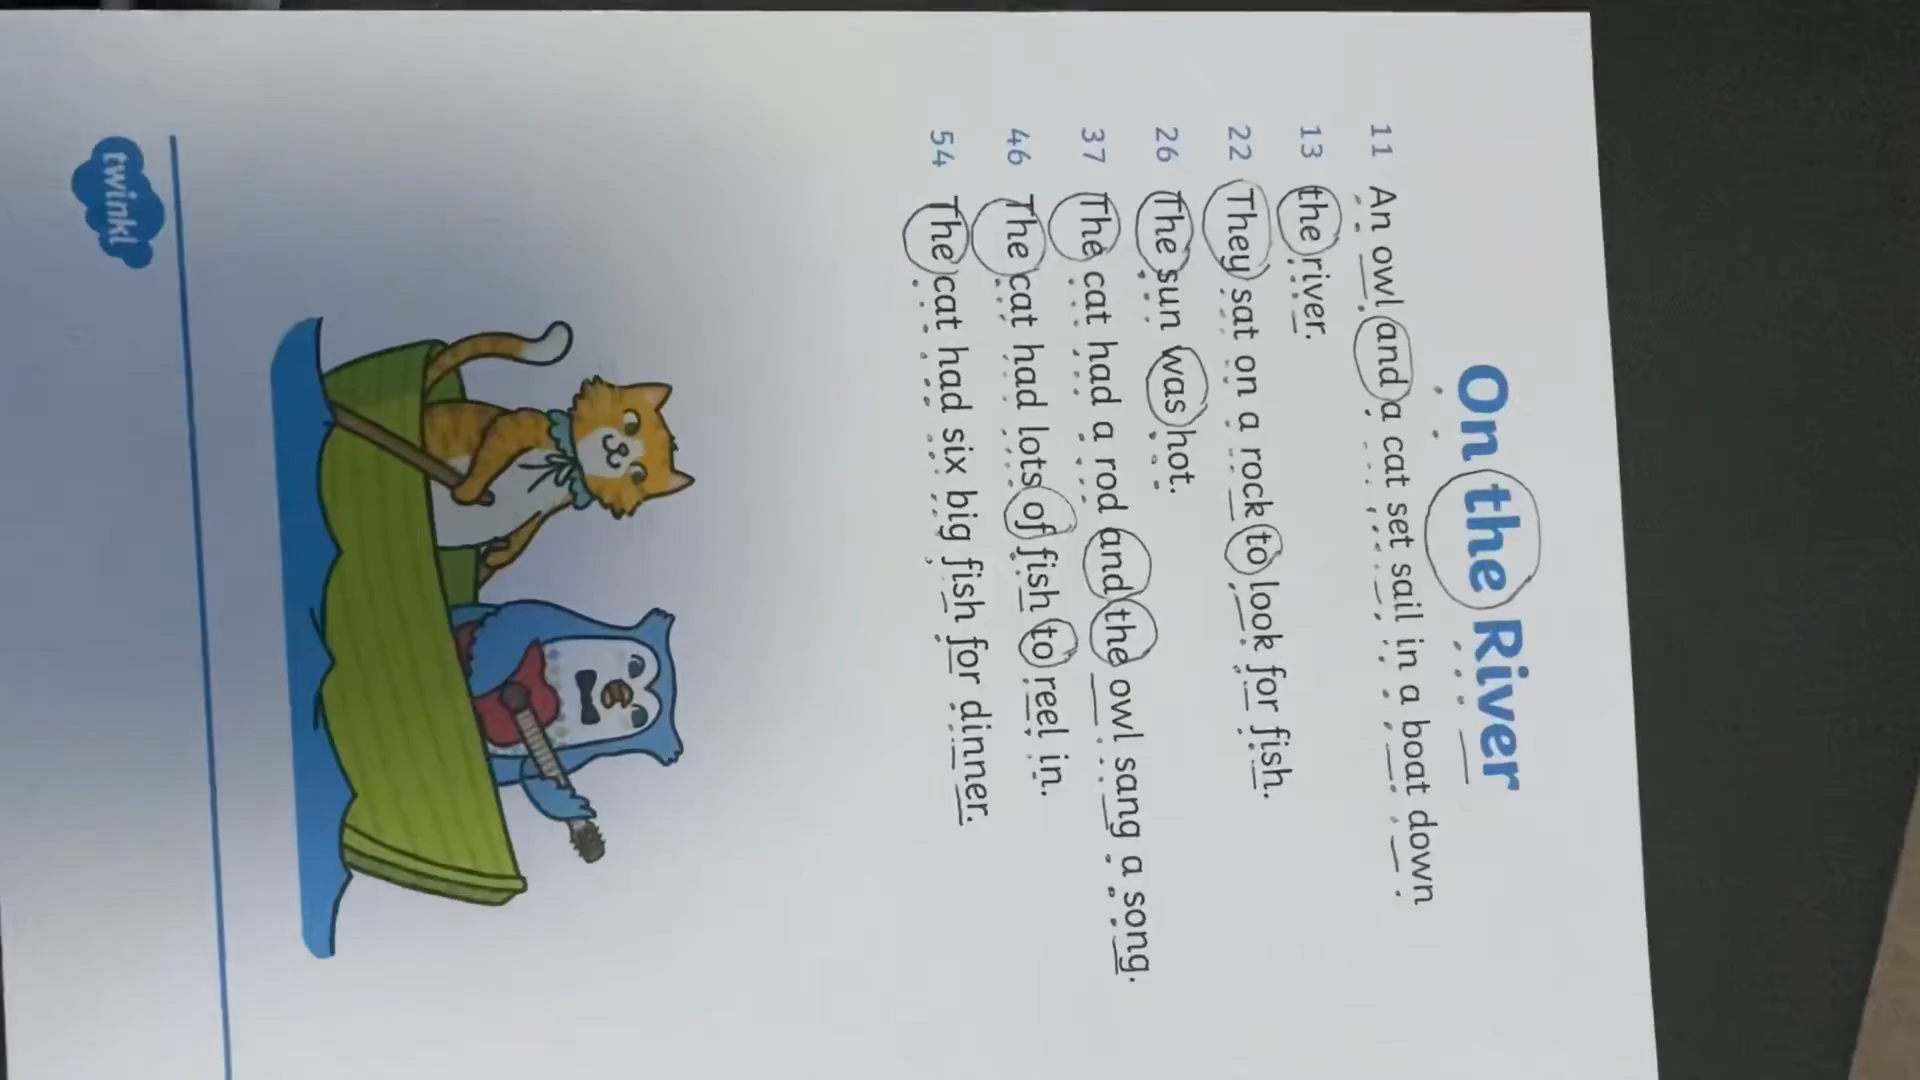 On the River
11 An owl and a cat set sail in a boat down
13 the river.
22 They sat on a rock to look for fish.
26 The sun was hot.
37 The cat had a rod and the owl sang a song.
46 The cat had lots of fish to reel in.
54 The cat had six big fish for dinner.
twinkl